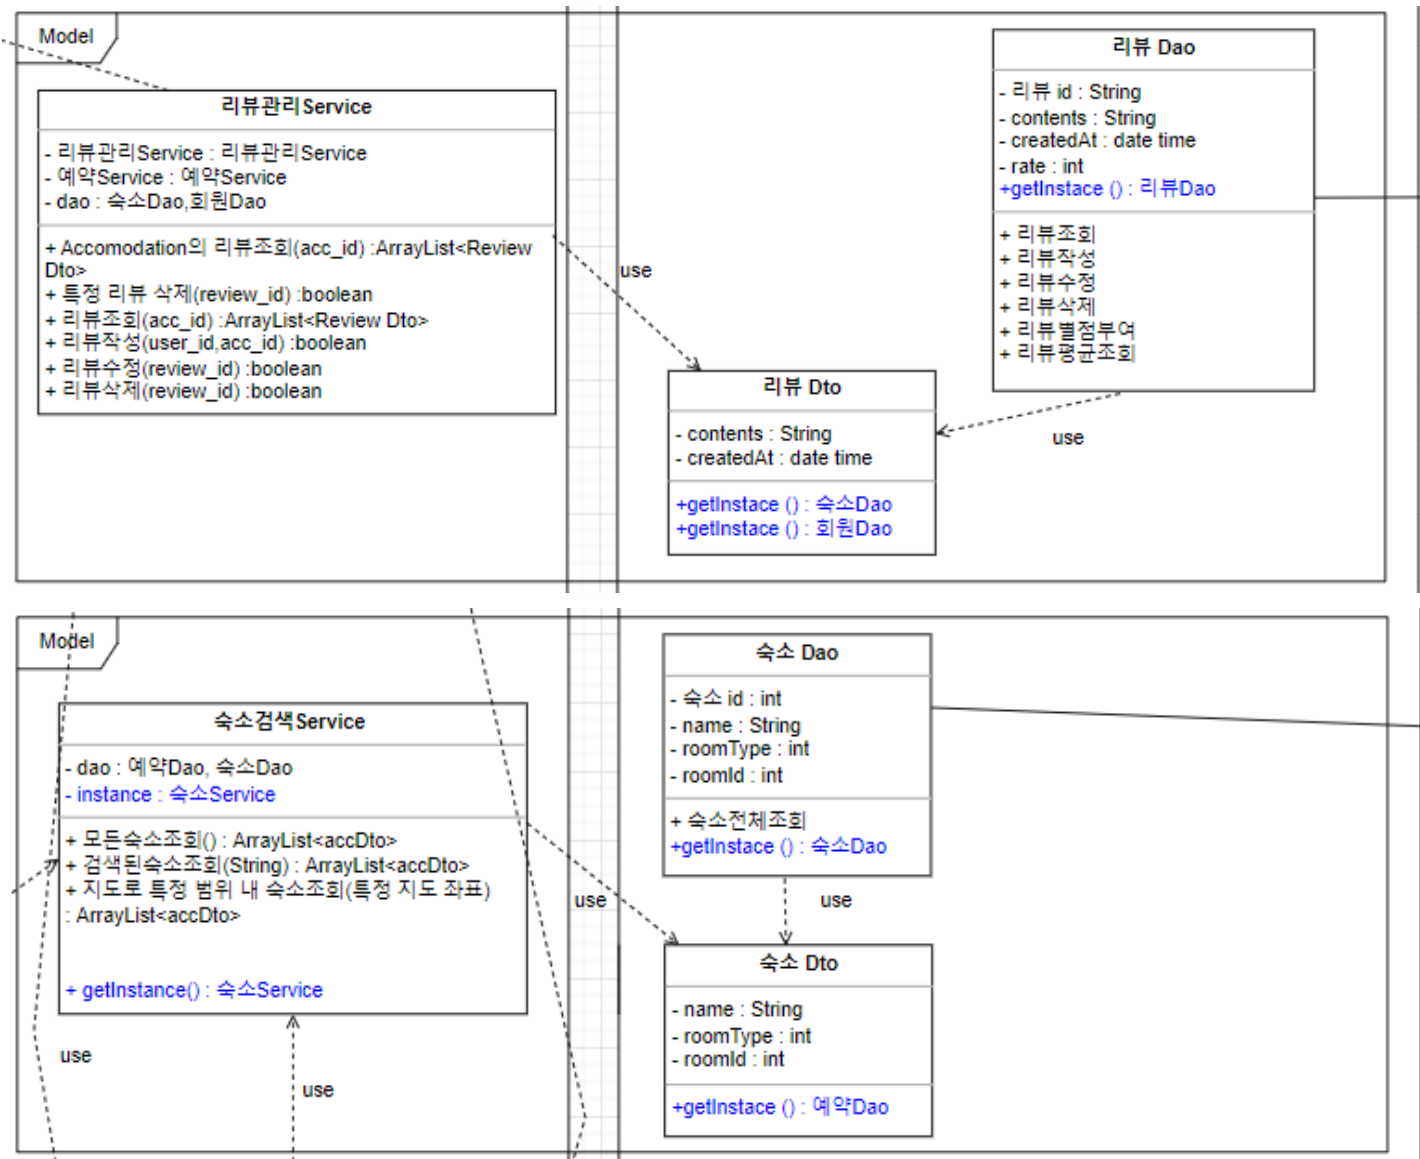 Model
리뷰관리Service
- 리뷰관리Service : 리뷰관리Service
- 예약Service : 예약Service
- dao : 숙소Dao,회원Dao
+ Accomodation의 리뷰조회(acc_id) :ArrayList<Review
Dto>
+ 특정 리뷰 삭제(review_id) :boolean
+ 리뷰조회(acc_id) :ArrayList<Review Dto>
+ 리뷰작성(user_id,acc_id) :boolean
+ 리뷰수정(review_id) :boolean
+ 리뷰삭제(review_id) :boolean
use
리뷰 Dao
- 리뷰 id : String
- contents : String
- createdAt : date time
- rate : int
+getInstace () : 리뷰Dao
+ 리뷰조회
+ 리뷰작성
+ 리뷰수정
+ 리뷰삭제
+ 리뷰별점부여
+ 리뷰평균조회
use
리뷰 Dto
- contents : String
- createdAt : date time
+getInstace () : 숙소Dao
+getInstace () : 회원Dao
Model
숙소검색Service
- dao : 예약Dao, 숙소Dao
- instance : 숙소Service
+ 모든숙소조회() : ArrayList<accDto>
+ 검색된숙소조회(String) : ArrayList<accDto>
+ 지도로 특정 범위 내 숙소조회(특정 지도 좌표)
: ArrayList<accDto>
+ getInstance() : 숙소Service
use
use
use
숙소 Dao
- 숙소 id : int
- name : String
- roomType : int
- roomId : int
+ 숙소전체조회
+getInstace () : 숙소Dao
use
숙소 Dto
- name : String
- roomType : int
- roomId : int
+getInstace () : 예약Dao